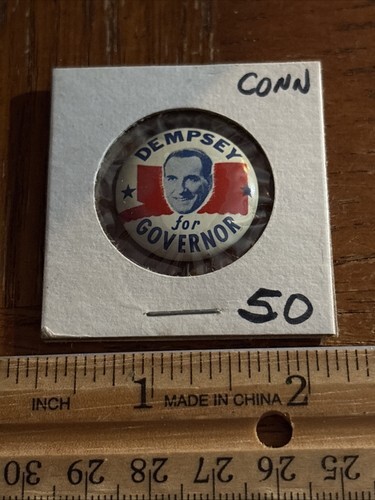 CONN
DEMPSEY
for
GOVERNOR
50
INCH 1 MADE IN CHINA 2
30 29 28 27 26 25